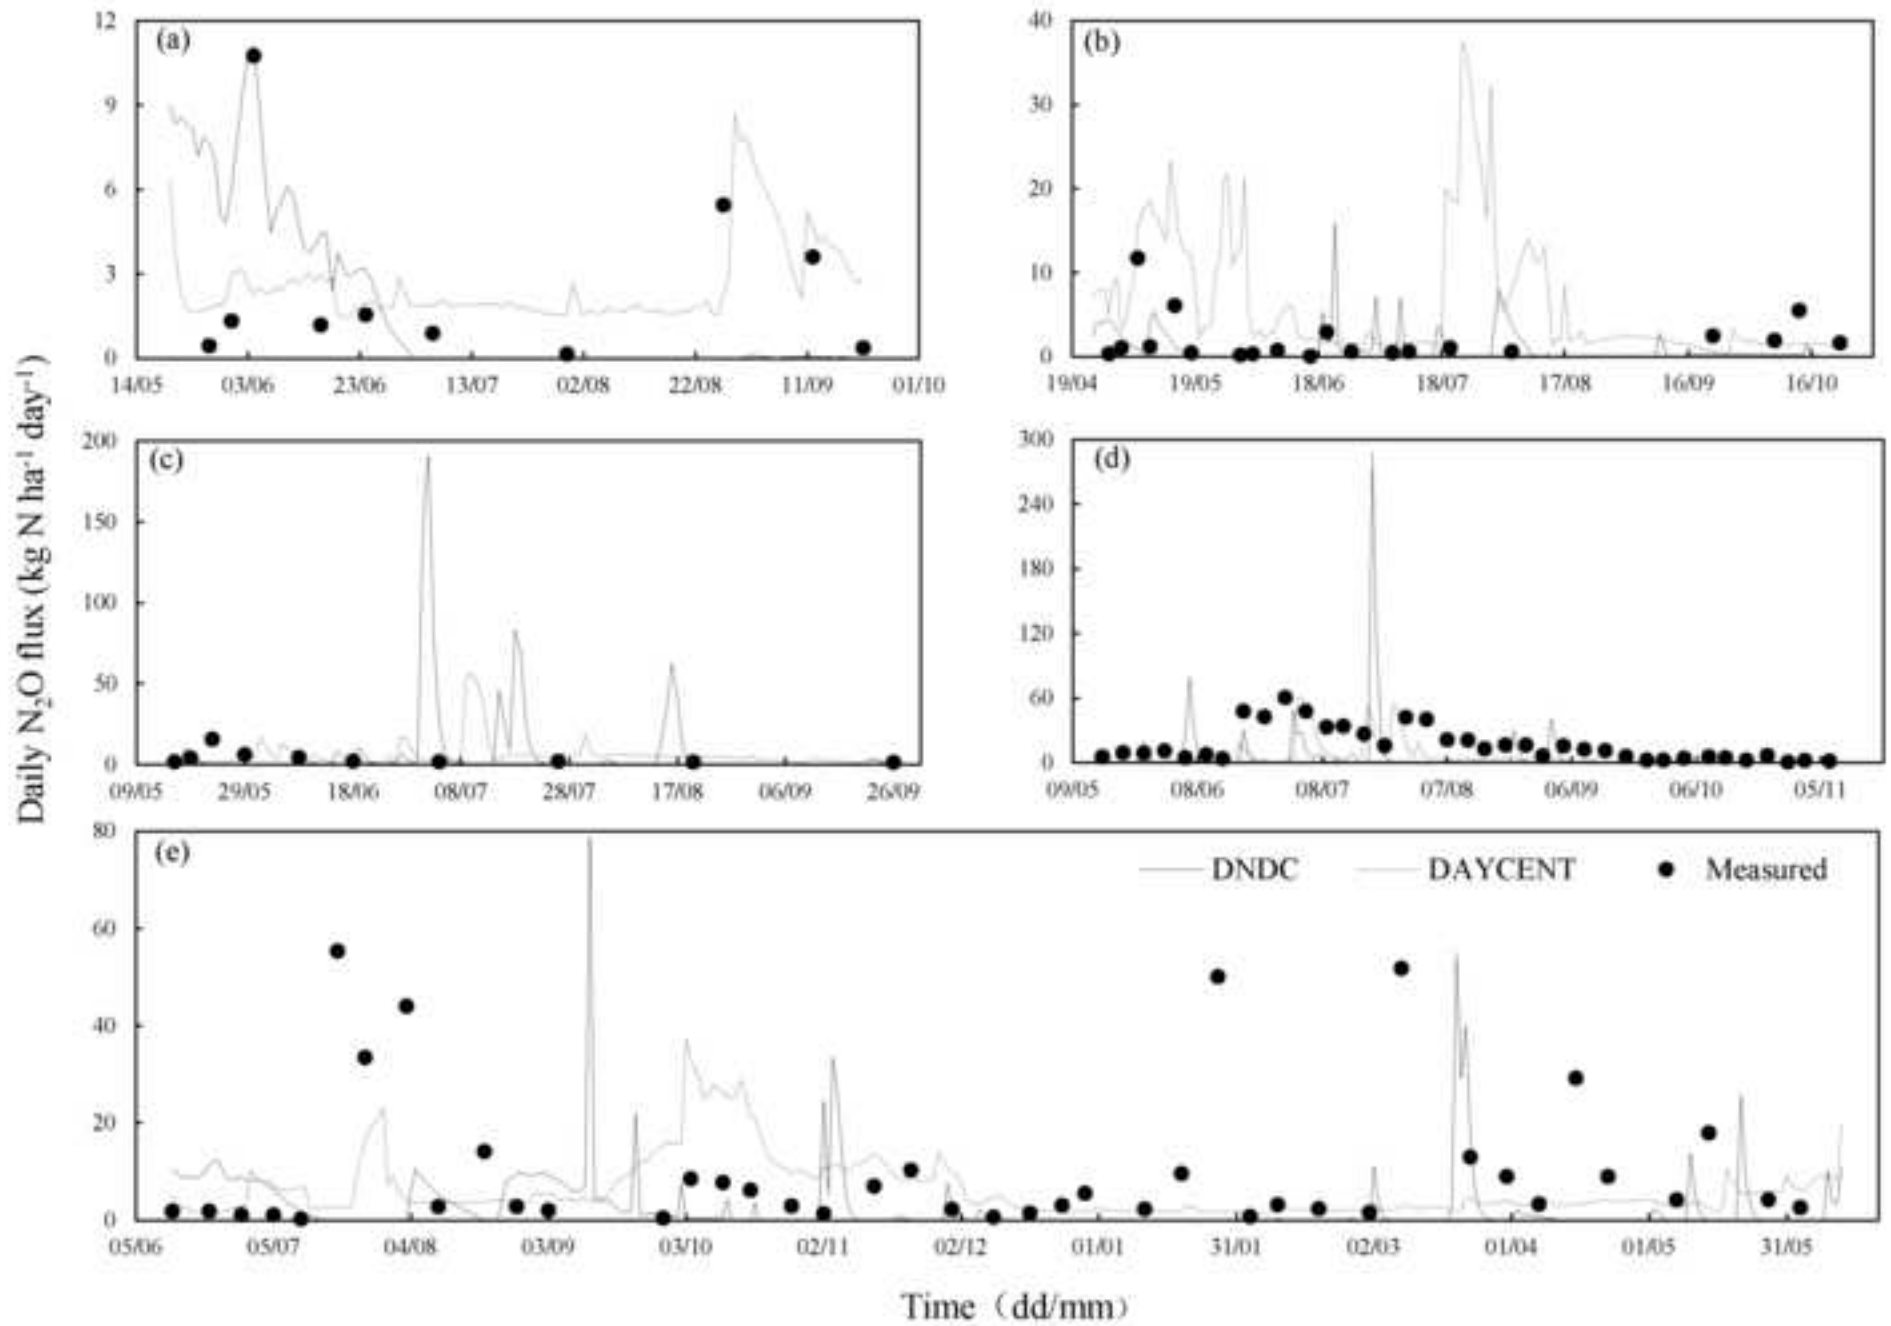 (a)
12
9
6
3
0
14/05 03/06 23/06 13/07 02/08 22/08 11/09 01/10
(b)
40
30
20
10
0
19/04 19/05 18/06 18/07 17/08 16/09 16/10
(c)
200
150
100
50
0
09/05 29/05 18/06 08/07 28/07 17/08 06/09 26/09
(d)
300
240
180
120
60
0
09/05 08/06 08/07 07/08 06/09 06/10 05/11
(e)
DNDC DAYCENT Measured
80
60
40
20
0
05/06 05/07 04/08 03/09 03/10 02/11 02/12 01/01 31/01 02/03 01/04 01/05 31/05
Daily N₂O flux (kg N ha⁻¹ day⁻¹)
Time（dd/mm）